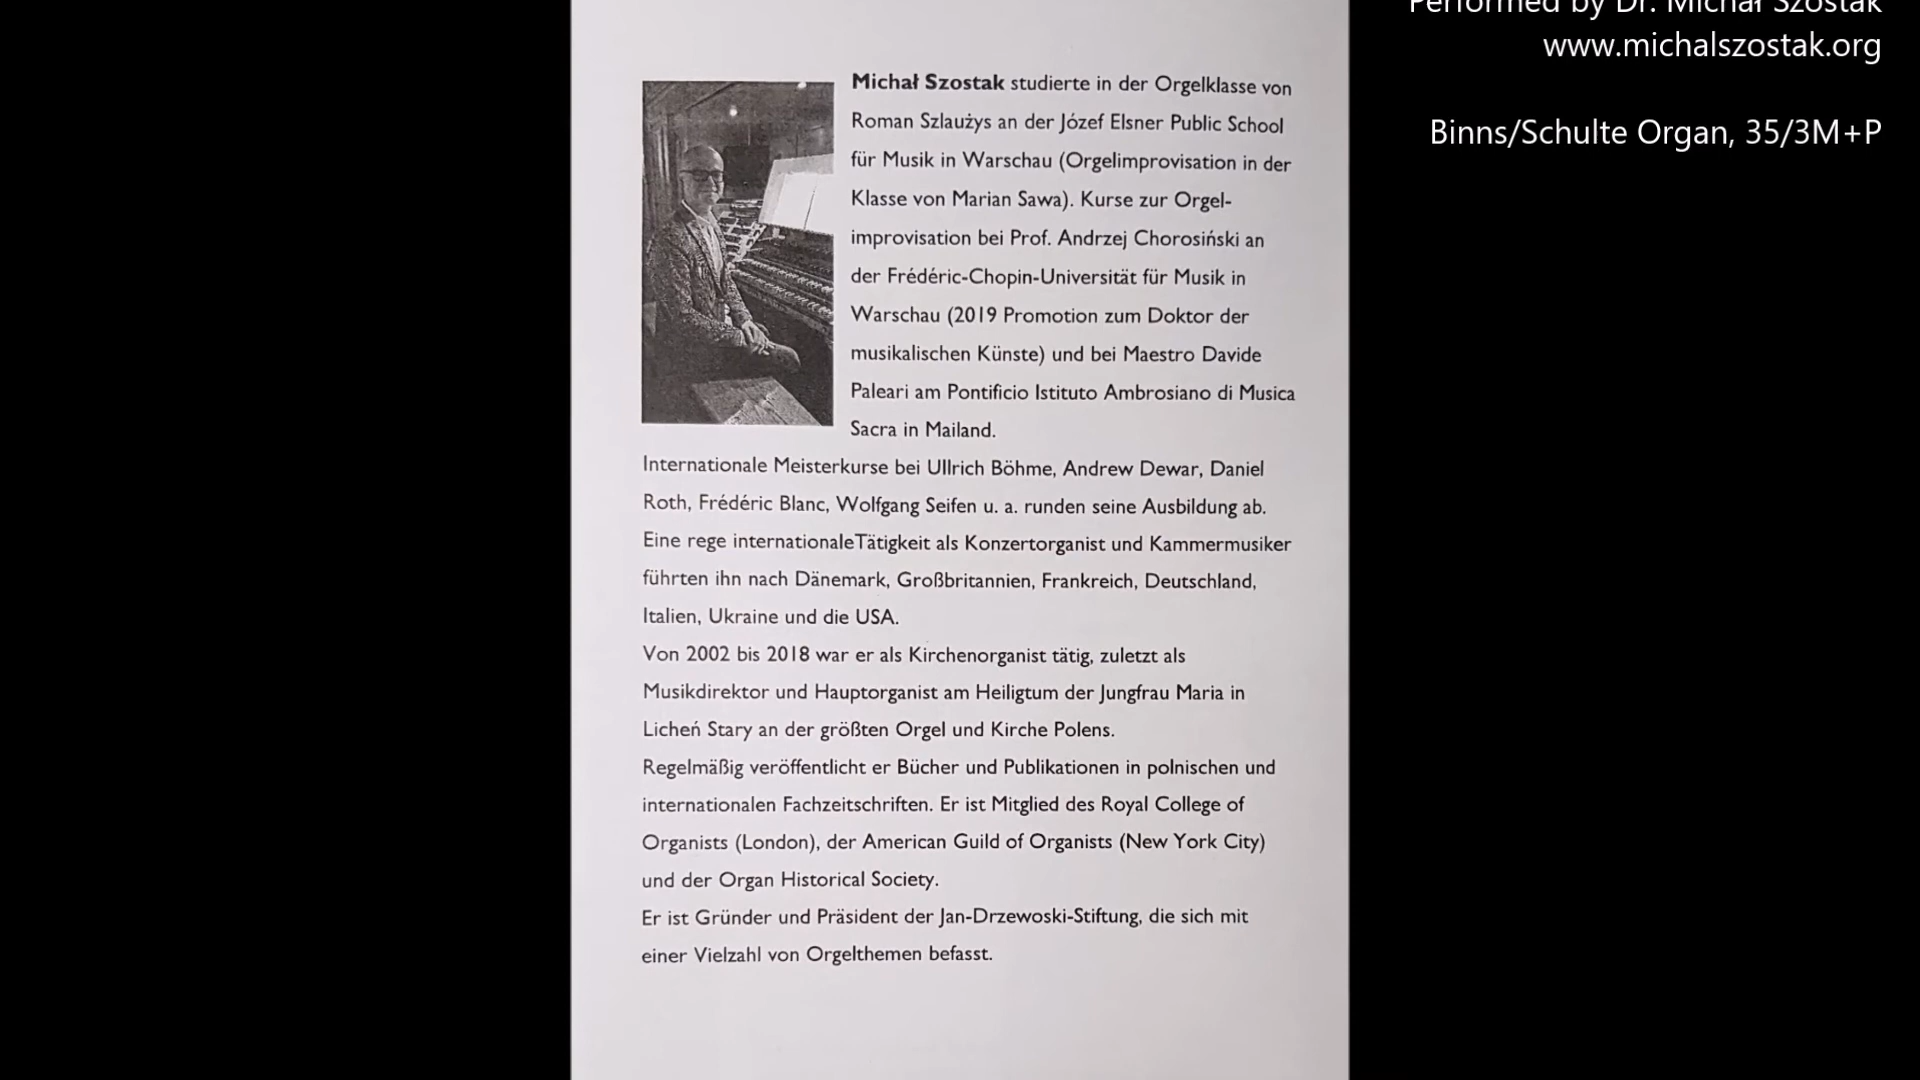 Performed by Dr. Michał Szostak
www.michalszostak.org
Binns/Schulte Organ, 35/3M+P
Michał Szostak studierte in der Orgelklasse von
Roman Szlaużys an der Józef Elsner Public School
für Musik in Warschau (Orgelimprovisation in der
Klasse von Marian Sawa). Kurse zur Orgel-
improvisation bei Prof. Andrzej Chorosiński an
der Frédéric-Chopin-Universität für Musik in
Warschau (2019 Promotion zum Doktor der
musikalischen Künste) und bei Maestro Davide
Paleari am Pontificio Istituto Ambrosiano di Musica
Sacra in Mailand.
Internationale Meisterkurse bei Ullrich Böhme, Andrew Dewar, Daniel
Roth, Frédéric Blanc, Wolfgang Seifen u. a. runden seine Ausbildung ab.
Eine rege internationaleTätigkeit als Konzertorganist und Kammermusiker
führten ihn nach Dänemark, Großbritannien, Frankreich, Deutschland,
Italien, Ukraine und die USA.
Von 2002 bis 2018 war er als Kirchenorganist tätig, zuletzt als
Musikdirektor und Hauptorganist am Heiligtum der Jungfrau Maria in
Licheń Stary an der größten Orgel und Kirche Polens.
Regelmäßig veröffentlicht er Bücher und Publikationen in polnischen und
internationalen Fachzeitschriften. Er ist Mitglied des Royal College of
Organists (London), der American Guild of Organists (New York City)
und der Organ Historical Society.
Er ist Gründer und Präsident der Jan-Drzewoski-Stiftung, die sich mit
einer Vielzahl von Orgelthemen befasst.